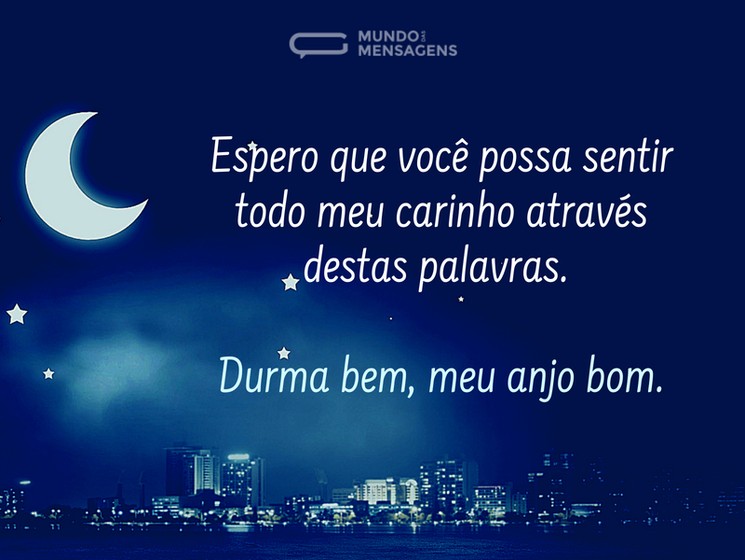 MUNDO DAS
MENSAGENS
Espero que você possa sentir
todo meu carinho através
destas palavras.
Durma bem, meu anjo bom.